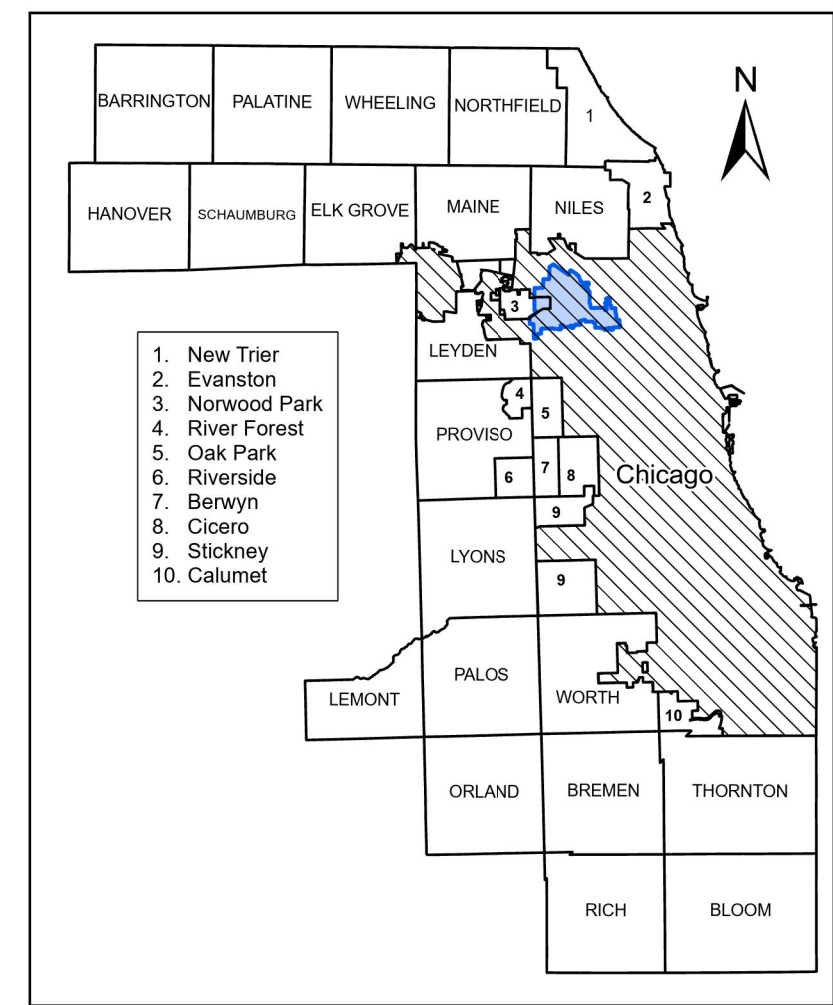 N
BARRINGTON PALATINE WHEELING NORTHFIELD 1
HANOVER SCHAUMBURG ELK GROVE MAINE NILES 2
3
LEYDEN
1. New Trier
2. Evanston
3. Norwood Park
4. River Forest
5. Oak Park
6. Riverside
7. Berwyn
8. Cicero
9. Stickney
10. Calumet
4
5
PROVISO
6 7 8 Chicago
9
LYONS
9
PALOS
LEMONT WORTH
10
ORLAND BREMEN THORNTON
RICH BLOOM